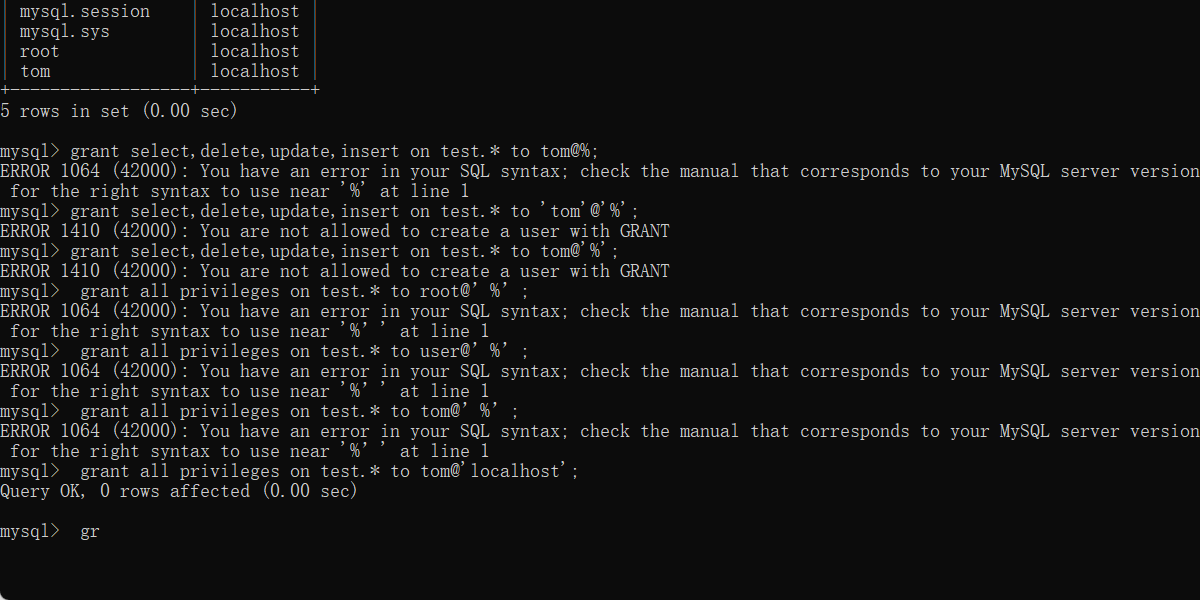 | mysql.session    | localhost |
| mysql.sys        | localhost |
| root             | localhost |
| tom              | localhost |
+------------------+-----------+
5 rows in set (0.00 sec)
mysql> grant select,delete,update,insert on test.* to tom@%;
ERROR 1064 (42000): You have an error in your SQL syntax; check the manual that corresponds to your MySQL server version
 for the right syntax to use near '%' at line 1
mysql> grant select,delete,update,insert on test.* to 'tom'@'%';
ERROR 1410 (42000): You are not allowed to create a user with GRANT
mysql> grant select,delete,update,insert on test.* to tom@'%';
ERROR 1410 (42000): You are not allowed to create a user with GRANT
mysql>  grant all privileges on test.* to root@’%’;
ERROR 1064 (42000): You have an error in your SQL syntax; check the manual that corresponds to your MySQL server version
 for the right syntax to use near '%’' at line 1
mysql>  grant all privileges on test.* to user@’%’;
ERROR 1064 (42000): You have an error in your SQL syntax; check the manual that corresponds to your MySQL server version
 for the right syntax to use near '%’' at line 1
mysql>  grant all privileges on test.* to tom@’%’;
ERROR 1064 (42000): You have an error in your SQL syntax; check the manual that corresponds to your MySQL server version
 for the right syntax to use near '%’' at line 1
mysql>  grant all privileges on test.* to tom@'localhost';
Query OK, 0 rows affected (0.00 sec)
mysql>  gr